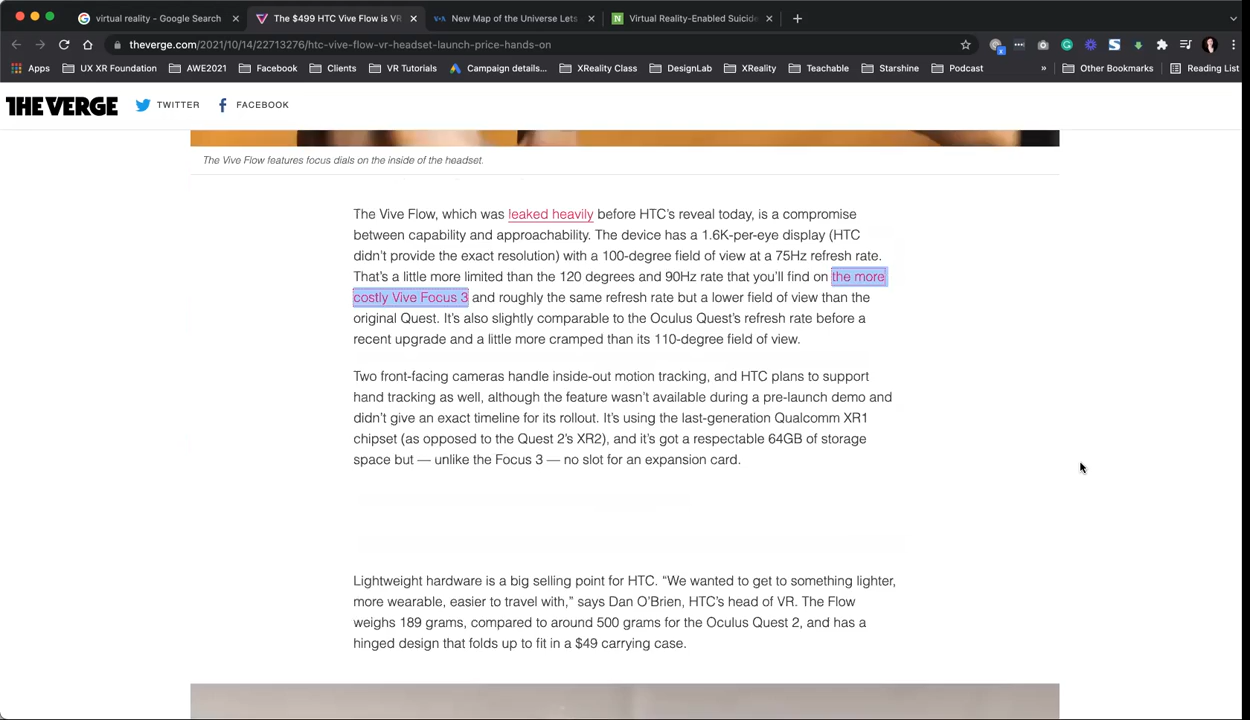 virtual reality - Google Search
The $499 HTC Vive Flow is VR
New Map of the Universe Lets
Virtual Reality-Enabled Suicide
theverge.com/2021/10/14/22713276/htc-vive-flow-vr-headset-launch-price-hands-on
Apps UX XR Foundation AWE2021 Facebook Clients VR Tutorials Campaign details... XReality Class DesignLab XReality Teachable Starshine Podcast » Other Bookmarks Reading List
THE VERGE TWITTER FACEBOOK
The Vive Flow features focus dials on the inside of the headset.
The Vive Flow, which was leaked heavily before HTC's reveal today, is a compromise
between capability and approachability. The device has a 1.6K-per-eye display (HTC
didn't provide the exact resolution) with a 100-degree field of view at a 75Hz refresh rate.
That's a little more limited than the 120 degrees and 90Hz rate that you'll find on the more
costly Vive Focus 3 and roughly the same refresh rate but a lower field of view than the
original Quest. It's also slightly comparable to the Oculus Quest's refresh rate before a
recent upgrade and a little more cramped than its 110-degree field of view.
Two front-facing cameras handle inside-out motion tracking, and HTC plans to support
hand tracking as well, although the feature wasn't available during a pre-launch demo and
didn't give an exact timeline for its rollout. It's using the last-generation Qualcomm XR1
chipset (as opposed to the Quest 2's XR2), and it's got a respectable 64GB of storage
space but — unlike the Focus 3 — no slot for an expansion card.
Lightweight hardware is a big selling point for HTC. “We wanted to get to something lighter,
more wearable, easier to travel with,” says Dan O'Brien, HTC's head of VR. The Flow
weighs 189 grams, compared to around 500 grams for the Oculus Quest 2, and has a
hinged design that folds up to fit in a $49 carrying case.